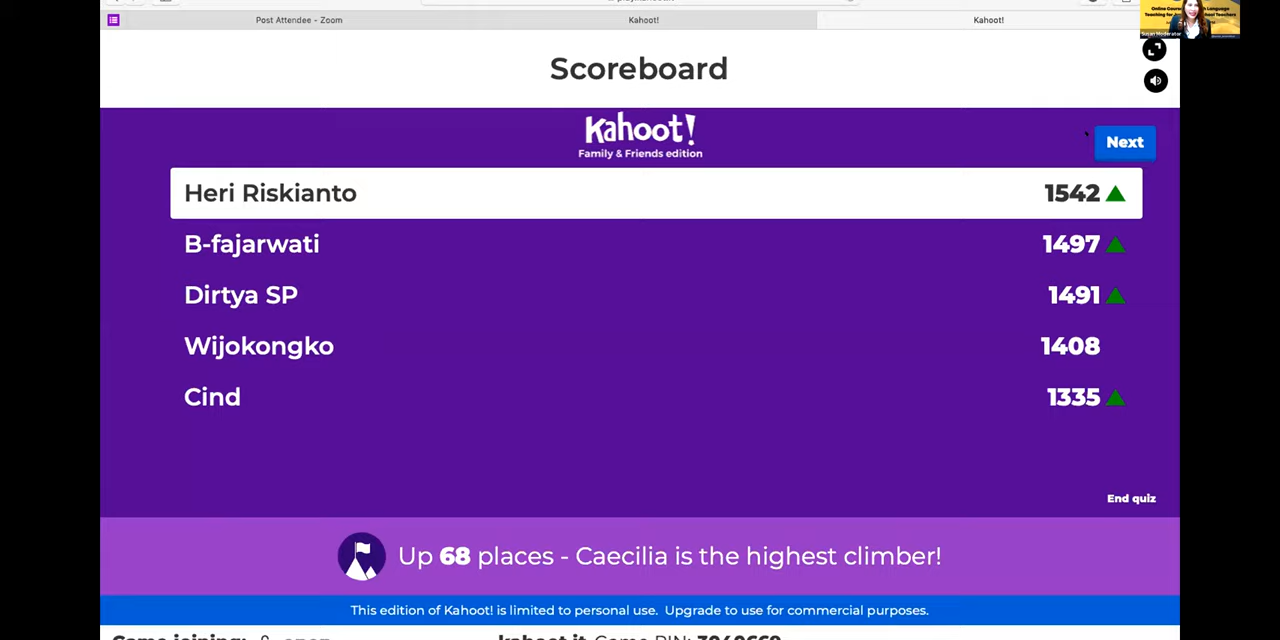 Post Attendee - Zoom
Kahoot!
Kahoot!
Scoreboard
Kahoot!
Family & Friends edition
Next
Heri Riskianto 1542
B-fajarwati 1497
Dirtya SP 1491
Wijokongko 1408
Cind 1335
End quiz
Up 68 places - Caecilia is the highest climber!
This edition of Kahoot! is limited to personal use. Upgrade to use for commercial purposes.